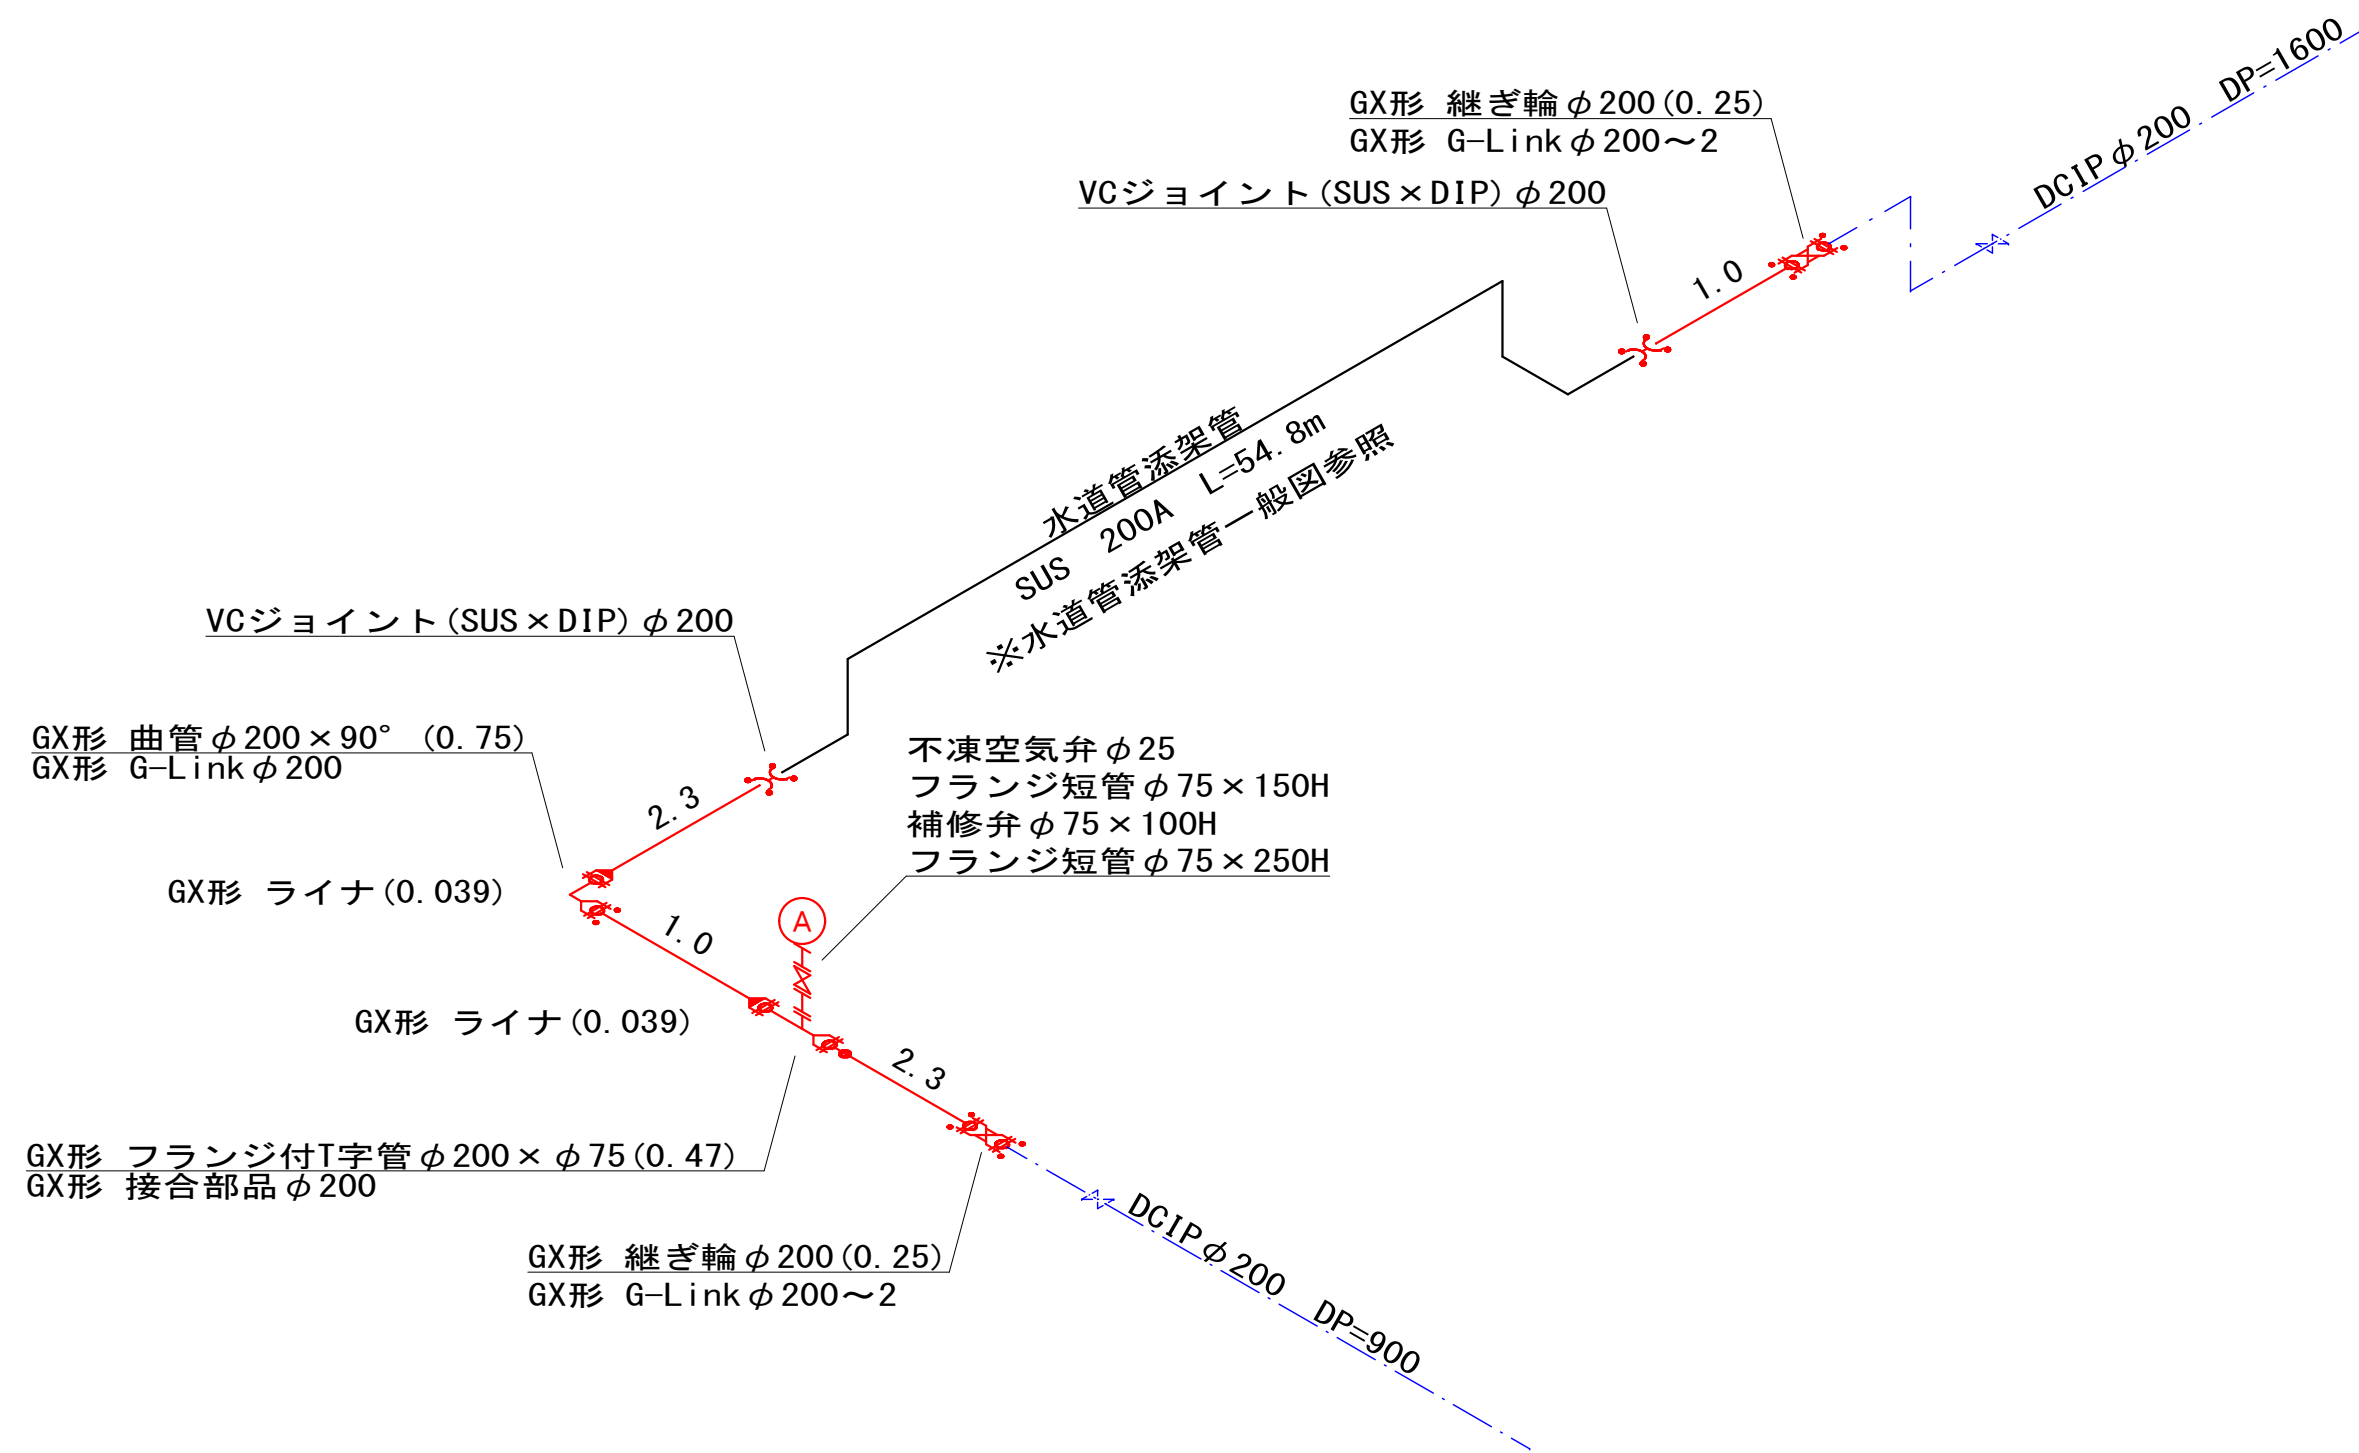 DCIPφ200　DP=1600
GX形 継ぎ輪φ200(0.25)
GX形 G-Linkφ200～2
VCジョイント(SUS×DIP)φ200
1.0
水道管添架管
SUS　200A　L=54.8m
※水道管添架管一般図参照
VCジョイント(SUS×DIP)φ200
GX形 曲管φ200×90°(0.75)
GX形 G-Linkφ200
2.3
不凍空気弁φ25
フランジ短管φ75×150H
補修弁φ75×100H
フランジ短管φ75×250H
GX形 ライナ(0.039)
A
1.0
GX形 ライナ(0.039)
2.3
GX形 フランジ付T字管φ200×φ75(0.47)
GX形 接合部品φ200
GX形 継ぎ輪φ200(0.25)
GX形 G-Linkφ200～2
DCIPφ200　DP=900